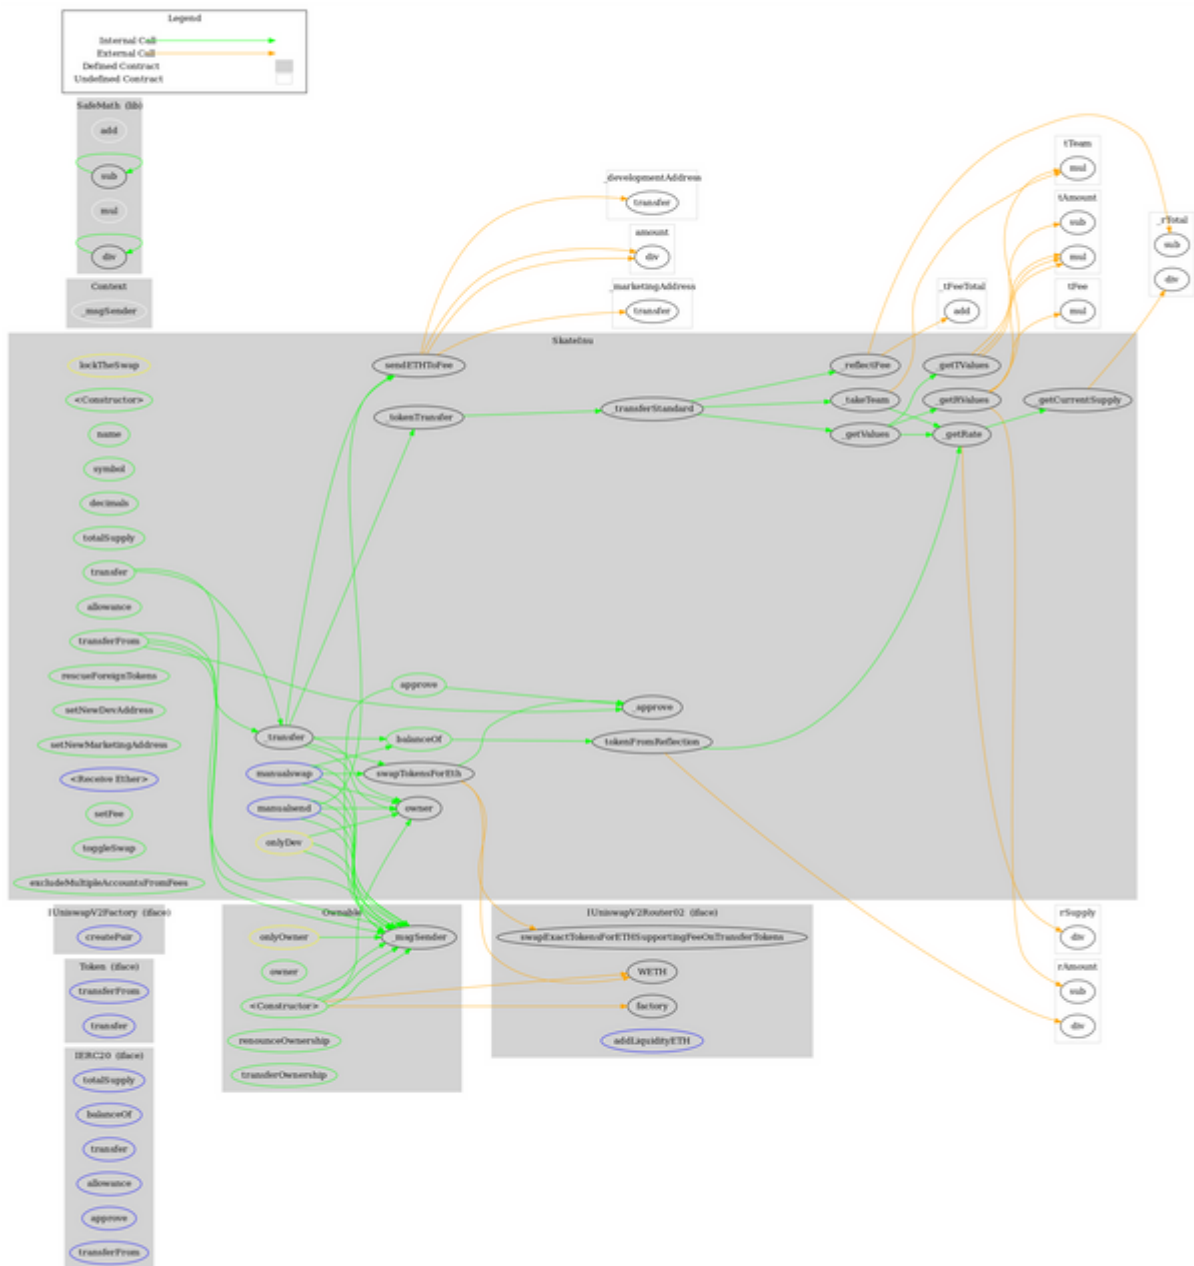 Legend
Internal Call
External Call
Defined Contract
Undefined Contract
SafeMath (lib)
add
sub
mul
div
Context
_msgSender
_developmentAddress
transfer
amount
div
_marketingAddress
transfer
_tFeeTotal
add
tTeam
mul
tAmount
sub
mul
tFee
mul
_rTotal
sub
div
SkateInu
lockTheSwap
<Constructor>
name
symbol
decimals
totalSupply
transfer
allowance
transferFrom
rescueForeignTokens
setNewDevAddress
setNewMarketingAddress
<Receive Ether>
setFee
toggleSwap
excludeMultipleAccountsFromFees
_transfer
manualswap
manualsend
onlyDev
sendETHToFee
_tokenTransfer
approve
balanceOf
swapTokensForEth
owner
_transferStandard
_approve
tokenFromReflection
_reflectFee
_takeTeam
_getValues
_getTValues
_getRValues
_getRate
_getCurrentSupply
IUniswapV2Factory (iface)
createPair
Token (iface)
transferFrom
transfer
IERC20 (iface)
totalSupply
balanceOf
transfer
allowance
approve
transferFrom
Ownable
onlyOwner
owner
<Constructor>
renounceOwnership
transferOwnership
_msgSender
IUniswapV2Router02 (iface)
swapExactTokensForETHSupportingFeeOnTransferTokens
WETH
factory
addLiquidityETH
rSupply
div
rAmount
sub
div